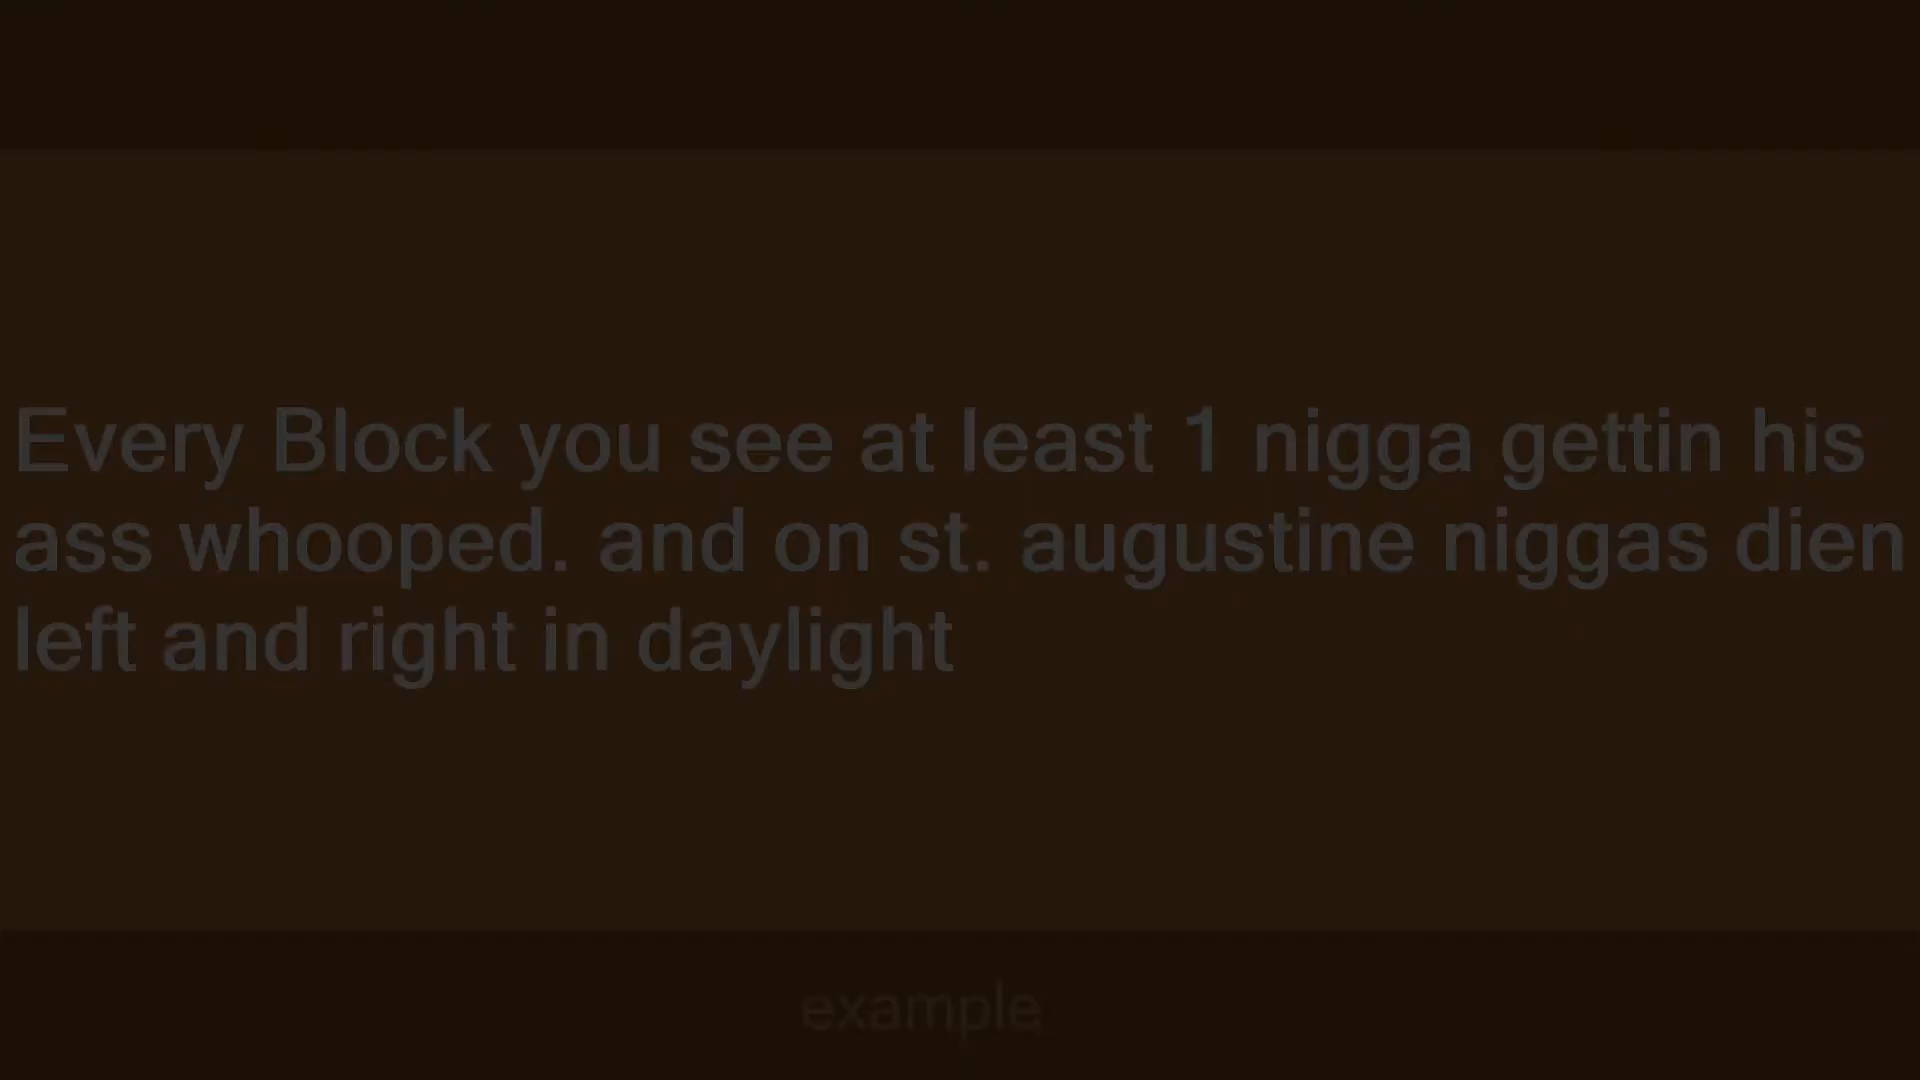 Every Block you see at least 1 nigga gettin his
ass whooped. and on st. augustine niggas dien
left and right in daylight
example